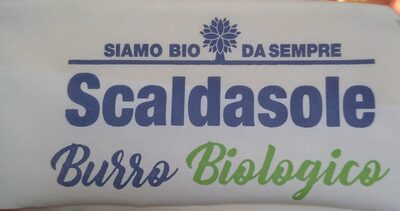 SIAMO BIO DA SEMPRE
Scaldasole
Burro Biologico